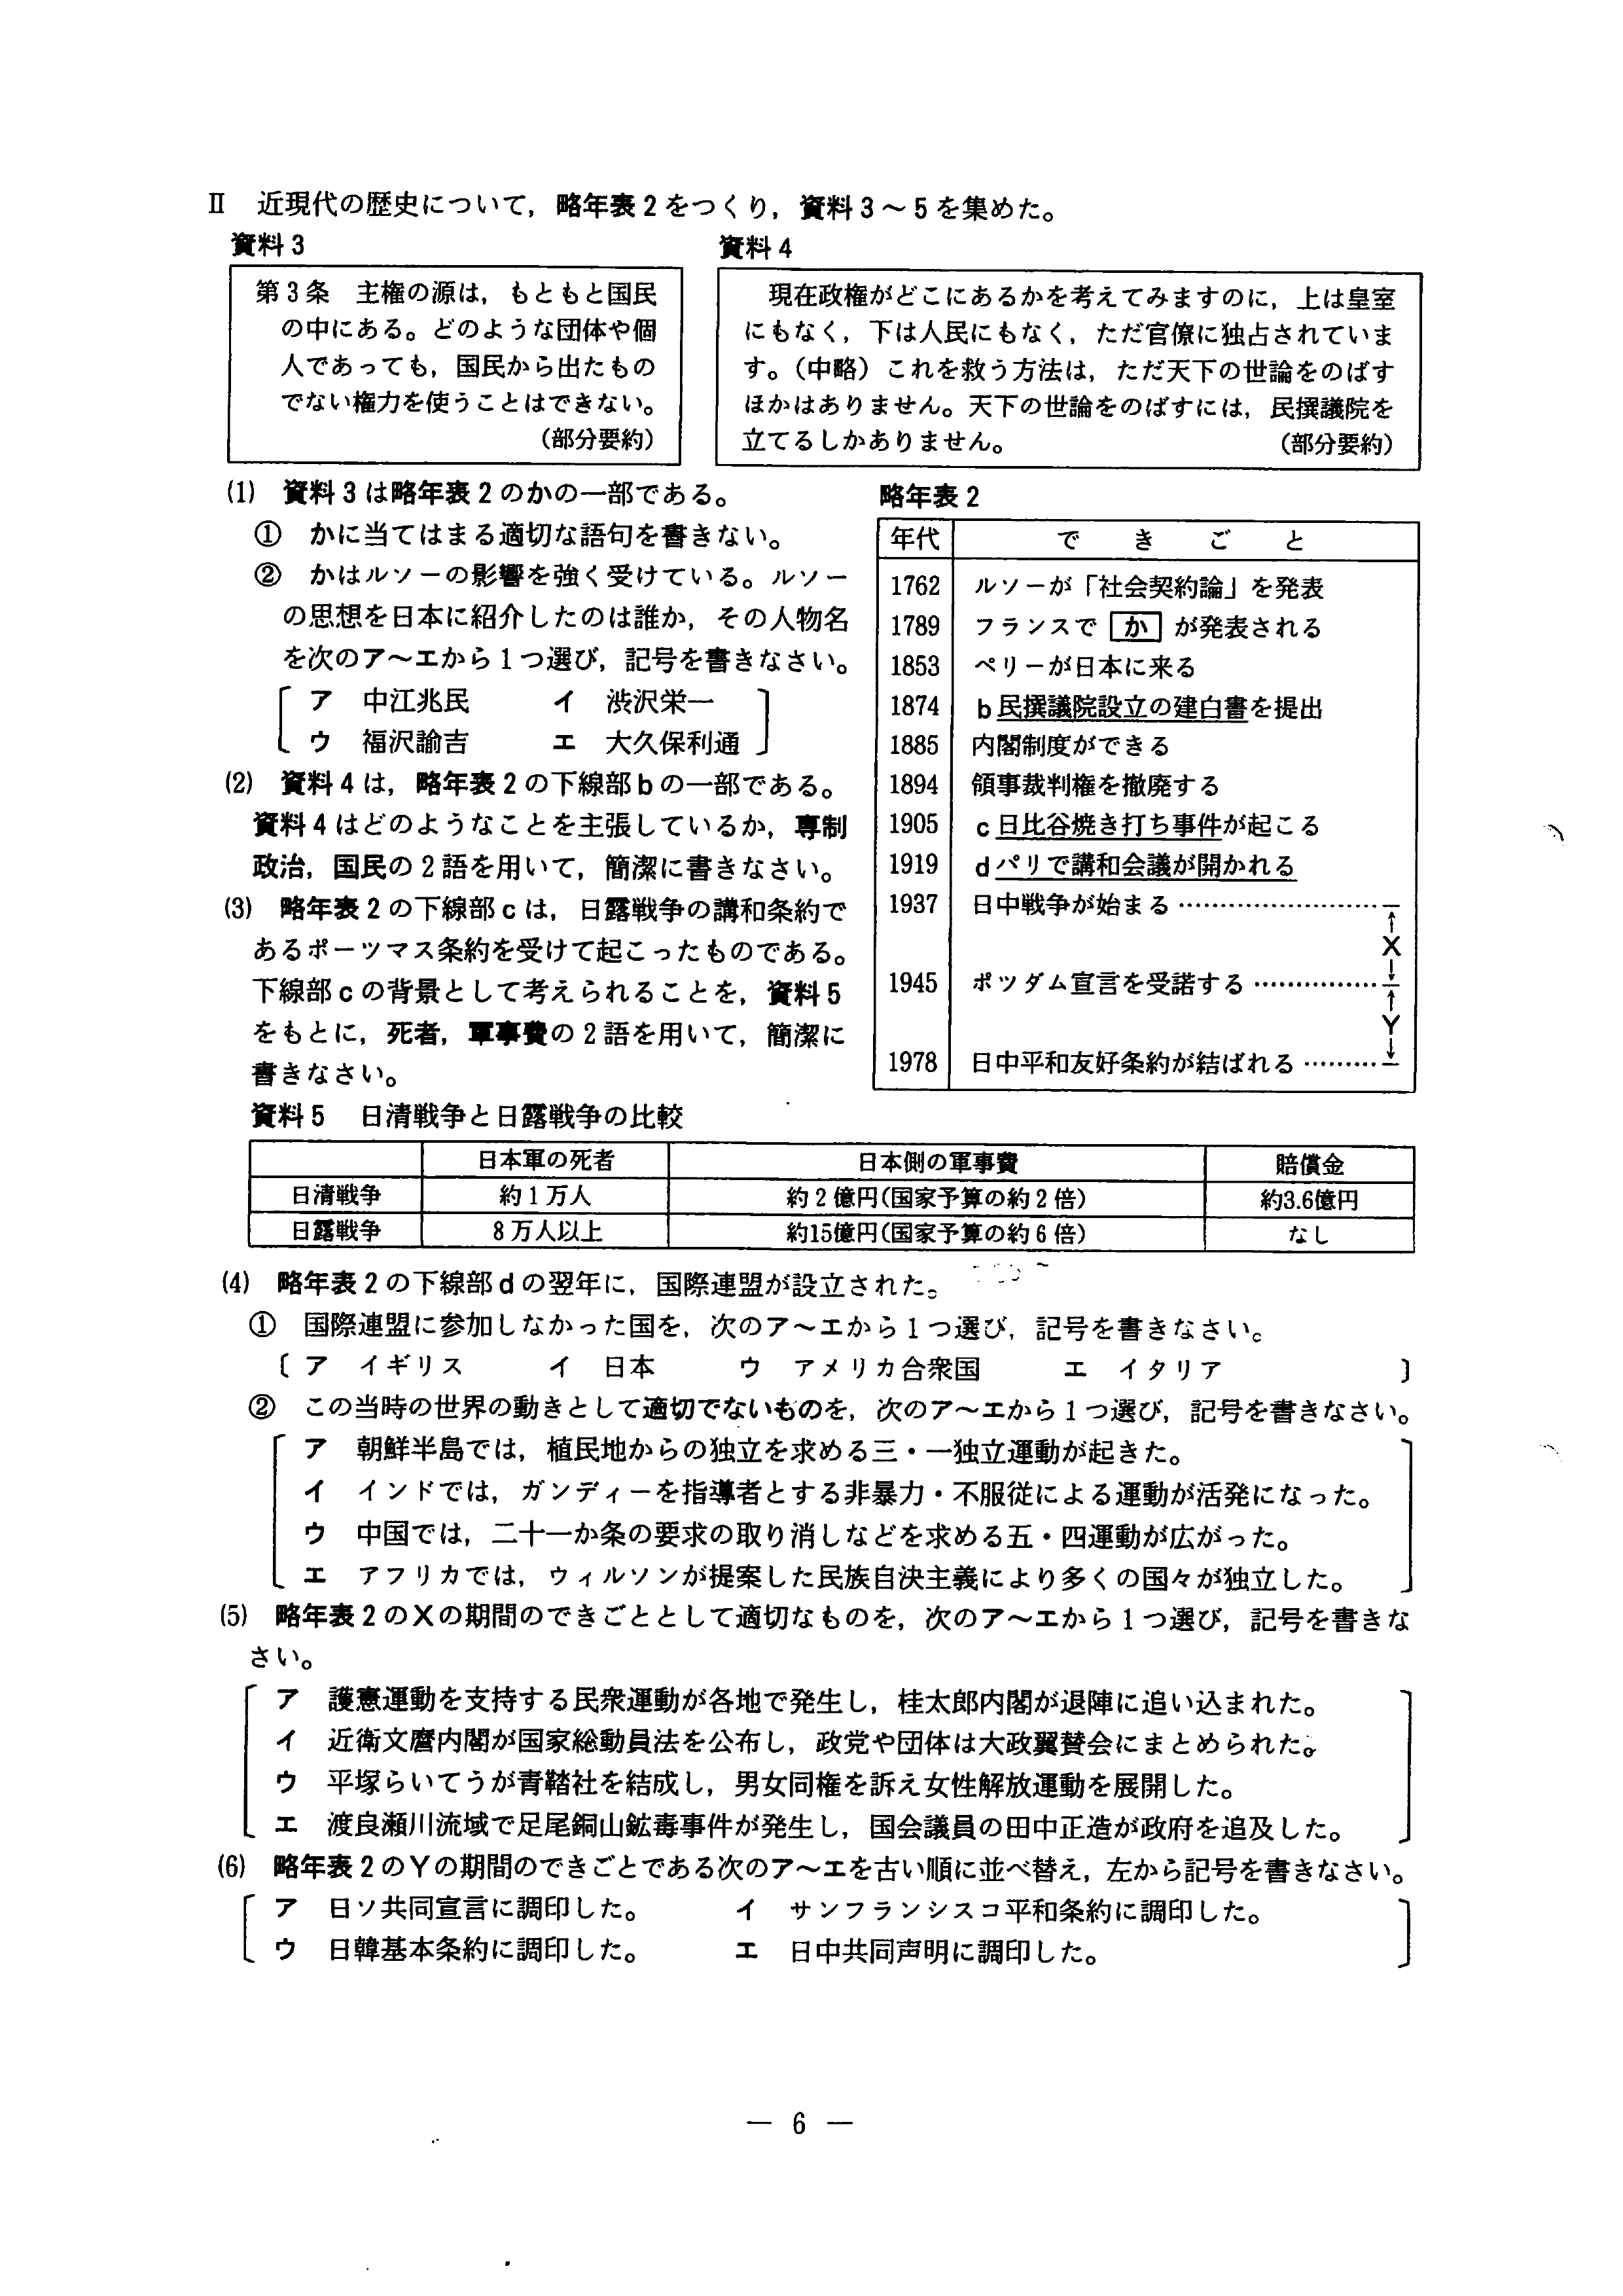 Ⅱ　近現代の歴史について，略年表2をつくり，資料3～5を集めた。
資料3
第3条　主権の源は，もともと国民
の中にある。どのような団体や個
人であっても，国民から出たもの
でない権力を使うことはできない。
（部分要約）
資料4
現在政権がどこにあるかを考えてみますのに，上は皇室
にもなく，下は人民にもなく，ただ官僚に独占されていま
す。（中略）これを救う方法は，ただ天下の世論をのばす
ほかはありません。天下の世論をのばすには，民撰議院を
立てるしかありません。　（部分要約）
(1)　資料3は略年表2のかの一部である。
①　かに当てはまる適切な語句を書きなさい。
②　かはルソーの影響を強く受けている。ルソー
の思想を日本に紹介したのは誰か，その人物名
を次のア～エから1つ選び，記号を書きなさい。
ア　中江兆民　　イ　渋沢栄一
ウ　福沢諭吉　　エ　大久保利通
(2)　資料4は，略年表2の下線部bの一部である。
資料4はどのようなことを主張しているか，専制
政治，国民の2語を用いて，簡潔に書きなさい。
(3)　略年表2の下線部cは，日露戦争の講和条約で
あるポーツマス条約を受けて起こったものである。
下線部cの背景として考えられることを，資料5
をもとに，死者，軍事費の2語を用いて，簡潔に
書きなさい。
略年表2
年代　できごと
1762　ルソーが「社会契約論」を発表
1789　フランスで か が発表される
1853　ペリーが日本に来る
1874　b民撰議院設立の建白書を提出
1885　内閣制度ができる
1894　領事裁判権を撤廃する
1905　c日比谷焼き打ち事件が起こる
1919　dパリで講和会議が開かれる
1937　日中戦争が始まる……………………
↑
X
↓
1945　ポツダム宣言を受諾する……………
↑
Y
↓
1978　日中平和友好条約が結ばれる………
資料5　日清戦争と日露戦争の比較
日本軍の死者　日本側の軍事費　賠償金
日清戦争　約1万人　約2億円（国家予算の約2倍）　約3.6億円
日露戦争　8万人以上　約15億円（国家予算の約6倍）　なし
(4)　略年表2の下線部dの翌年に，国際連盟が設立された。
①　国際連盟に参加しなかった国を，次のア～エから1つ選び，記号を書きなさい。
〔ア　イギリス　　イ　日本　　ウ　アメリカ合衆国　　エ　イタリア　〕
②　この当時の世界の動きとして適切でないものを，次のア～エから1つ選び，記号を書きなさい。
ア　朝鮮半島では，植民地からの独立を求める三・一独立運動が起きた。
イ　インドでは，ガンディーを指導者とする非暴力・不服従による運動が活発になった。
ウ　中国では，二十一か条の要求の取り消しなどを求める五・四運動が広がった。
エ　アフリカでは，ウィルソンが提案した民族自決主義により多くの国々が独立した。
(5)　略年表2のXの期間のできごととして適切なものを，次のア～エから1つ選び，記号を書きな
さい。
ア　護憲運動を支持する民衆運動が各地で発生し，桂太郎内閣が退陣に追い込まれた。
イ　近衛文麿内閣が国家総動員法を公布し，政党や団体は大政翼賛会にまとめられた。
ウ　平塚らいてうが青鞜社を結成し，男女同権を訴え女性解放運動を展開した。
エ　渡良瀬川流域で足尾銅山鉱毒事件が発生し，国会議員の田中正造が政府を追及した。
(6)　略年表2のYの期間のできごとである次のア～エを古い順に並べ替え，左から記号を書きなさい。
ア　日ソ共同宣言に調印した。　　イ　サンフランシスコ平和条約に調印した。
ウ　日韓基本条約に調印した。　　エ　日中共同声明に調印した。
― 6 ―